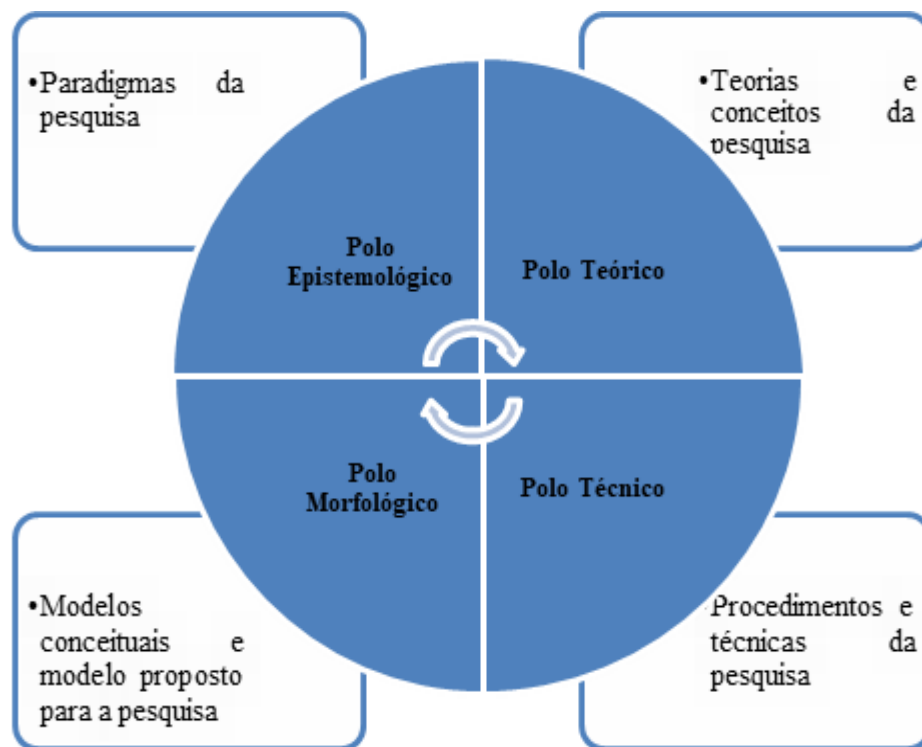 •Paradigmas da
pesquisa
•Teorias e
conceitos da
pesquisa
Polo
Epistemológico
Polo Teórico
Polo
Morfológico
Polo Técnico
•Modelos
conceituais e
modelo proposto
para a pesquisa
•Procedimentos e
técnicas da
pesquisa